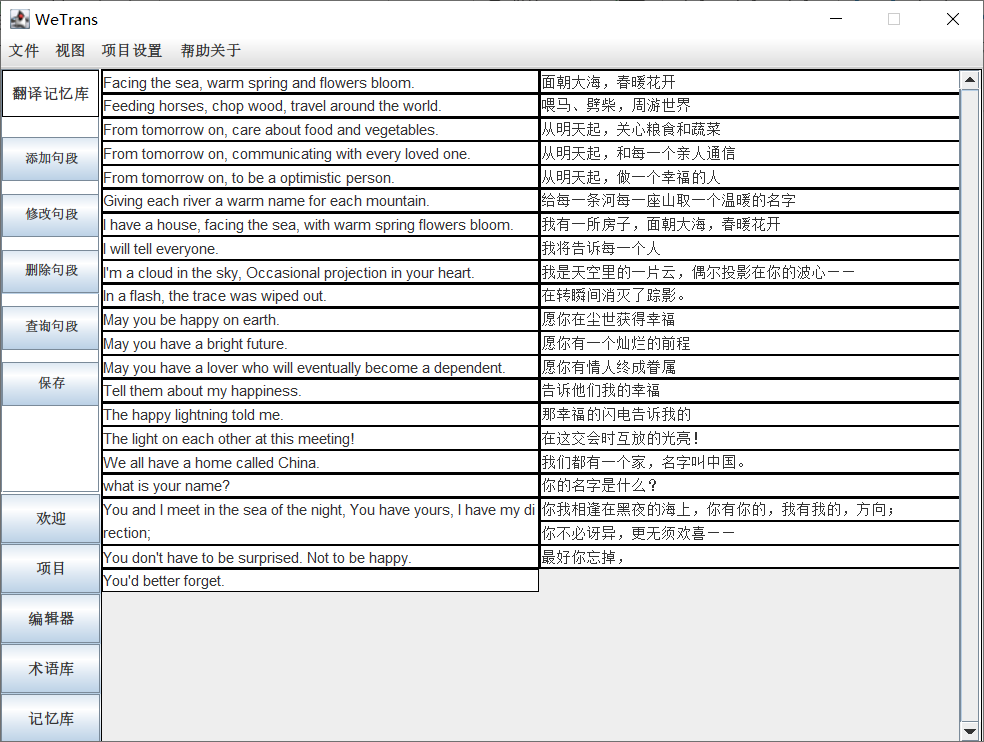 WeTrans
文件 视图 项目设置 帮助关于
翻译记忆库
添加句段
修改句段
删除句段
查询句段
保存
欢迎
项目
编辑器
术语库
记忆库
Facing the sea, warm spring and flowers bloom. 面朝大海，春暖花开
Feeding horses, chop wood, travel around the world. 喂马、劈柴，周游世界
From tomorrow on, care about food and vegetables. 从明天起，关心粮食和蔬菜
From tomorrow on, communicating with every loved one. 从明天起，和每一个亲人通信
From tomorrow on, to be a optimistic person. 从明天起，做一个幸福的人
Giving each river a warm name for each mountain. 给每一条河每一座山取一个温暖的名字
I have a house, facing the sea, with warm spring flowers bloom. 我有一所房子，面朝大海，春暖花开
I will tell everyone. 我将告诉每一个人
I'm a cloud in the sky, Occasional projection in your heart. 我是天空里的一片云，偶尔投影在你的波心——
In a flash, the trace was wiped out. 在转瞬间消灭了踪影。
May you be happy on earth. 愿你在尘世获得幸福
May you have a bright future. 愿你有一个灿烂的前程
May you have a lover who will eventually become a dependent. 愿你有情人终成眷属
Tell them about my happiness. 告诉他们我的幸福
The happy lightning told me. 那幸福的闪电告诉我的
The light on each other at this meeting! 在这交会时互放的光亮！
We all have a home called China. 我们都有一个家，名字叫中国。
what is your name? 你的名字是什么？
You and I meet in the sea of the night, You have yours, I have my di 你我相逢在黑夜的海上，你有你的，我有我的，方向；
rection; 你不必讶异，更无须欢喜——
You don't have to be surprised. Not to be happy. 最好你忘掉，
You'd better forget.